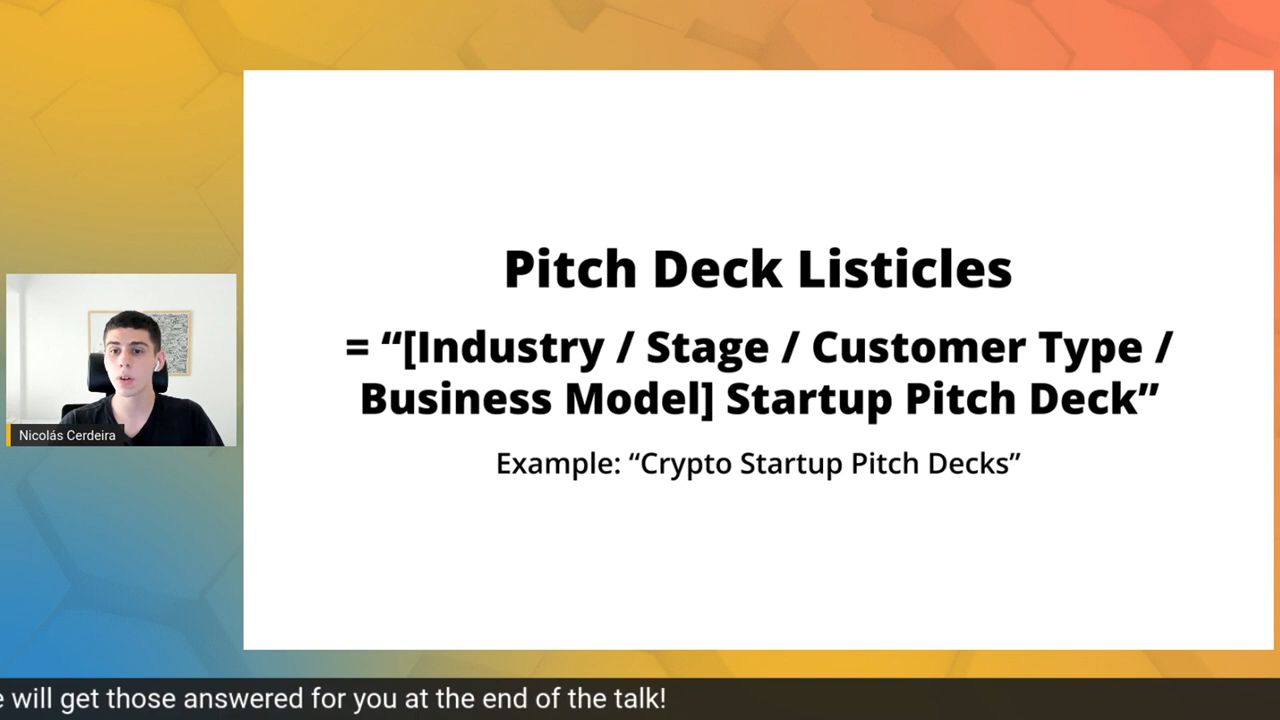 Pitch Deck Listicles
= “[Industry / Stage / Customer Type /
Business Model] Startup Pitch Deck”
Example: “Crypto Startup Pitch Decks”
Nicolás Cerdeira
will get those answered for you at the end of the talk!